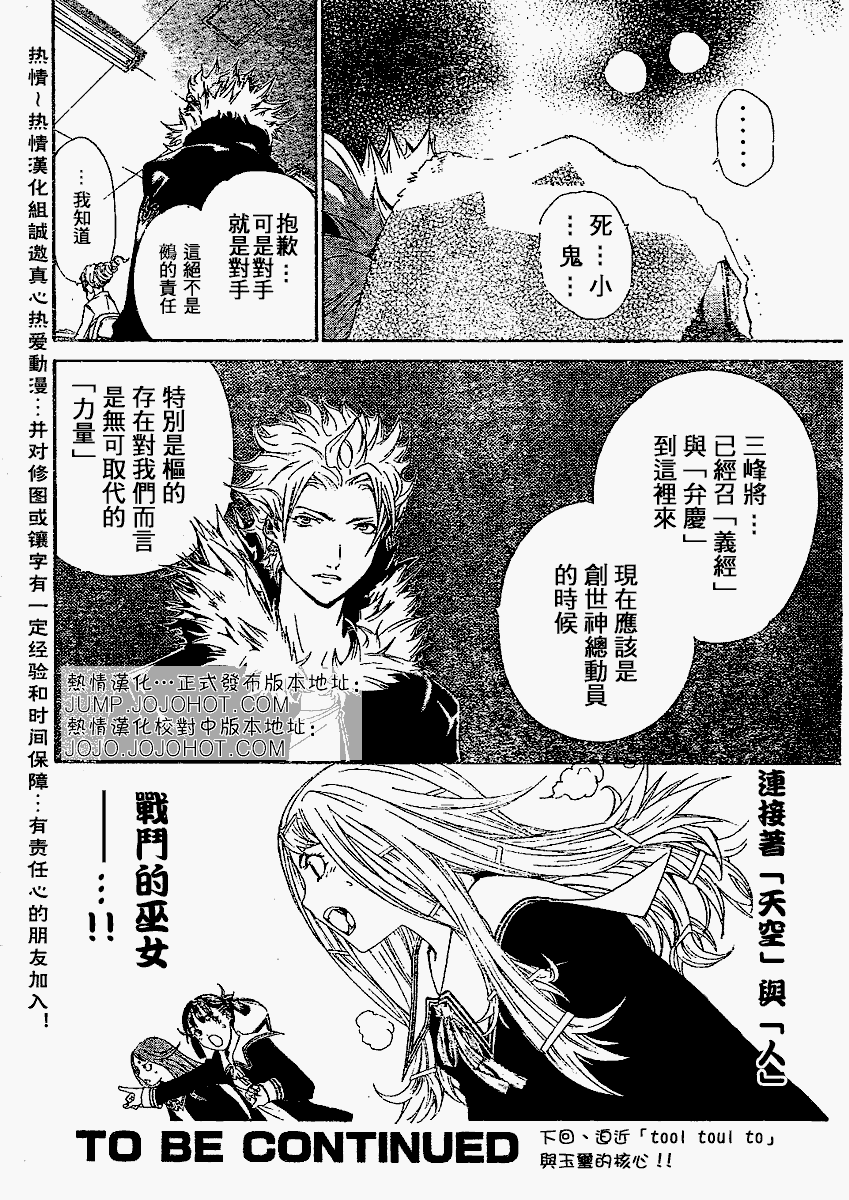 ……
死…小
…鬼…
抱歉…
可是對手
就是對手
這絕不是
鵺的責任
…我知道
三峰將…
已經召「義經」
與「弁慶」
到這裡來
現在應該是
創世神總動員
的時候
特別是樞的
存在對我們而言
是無可取代的
「力量」
熱情漢化…正式發布版本地址:
JUMP.JOJOHOT.COM
熱情漢化校對中版本地址:
JOJO.JOJOHOT.COM
連接著「天空」與「人」
戰鬥的巫女
——…!!
TO BE CONTINUED
下回、迫近「tool toul to」
與玉璽的核心!!
热情~热情漢化組誠邀真心热爱動漫…并对修图或镶字有一定经验和时间保障…有责任心的朋友加入!